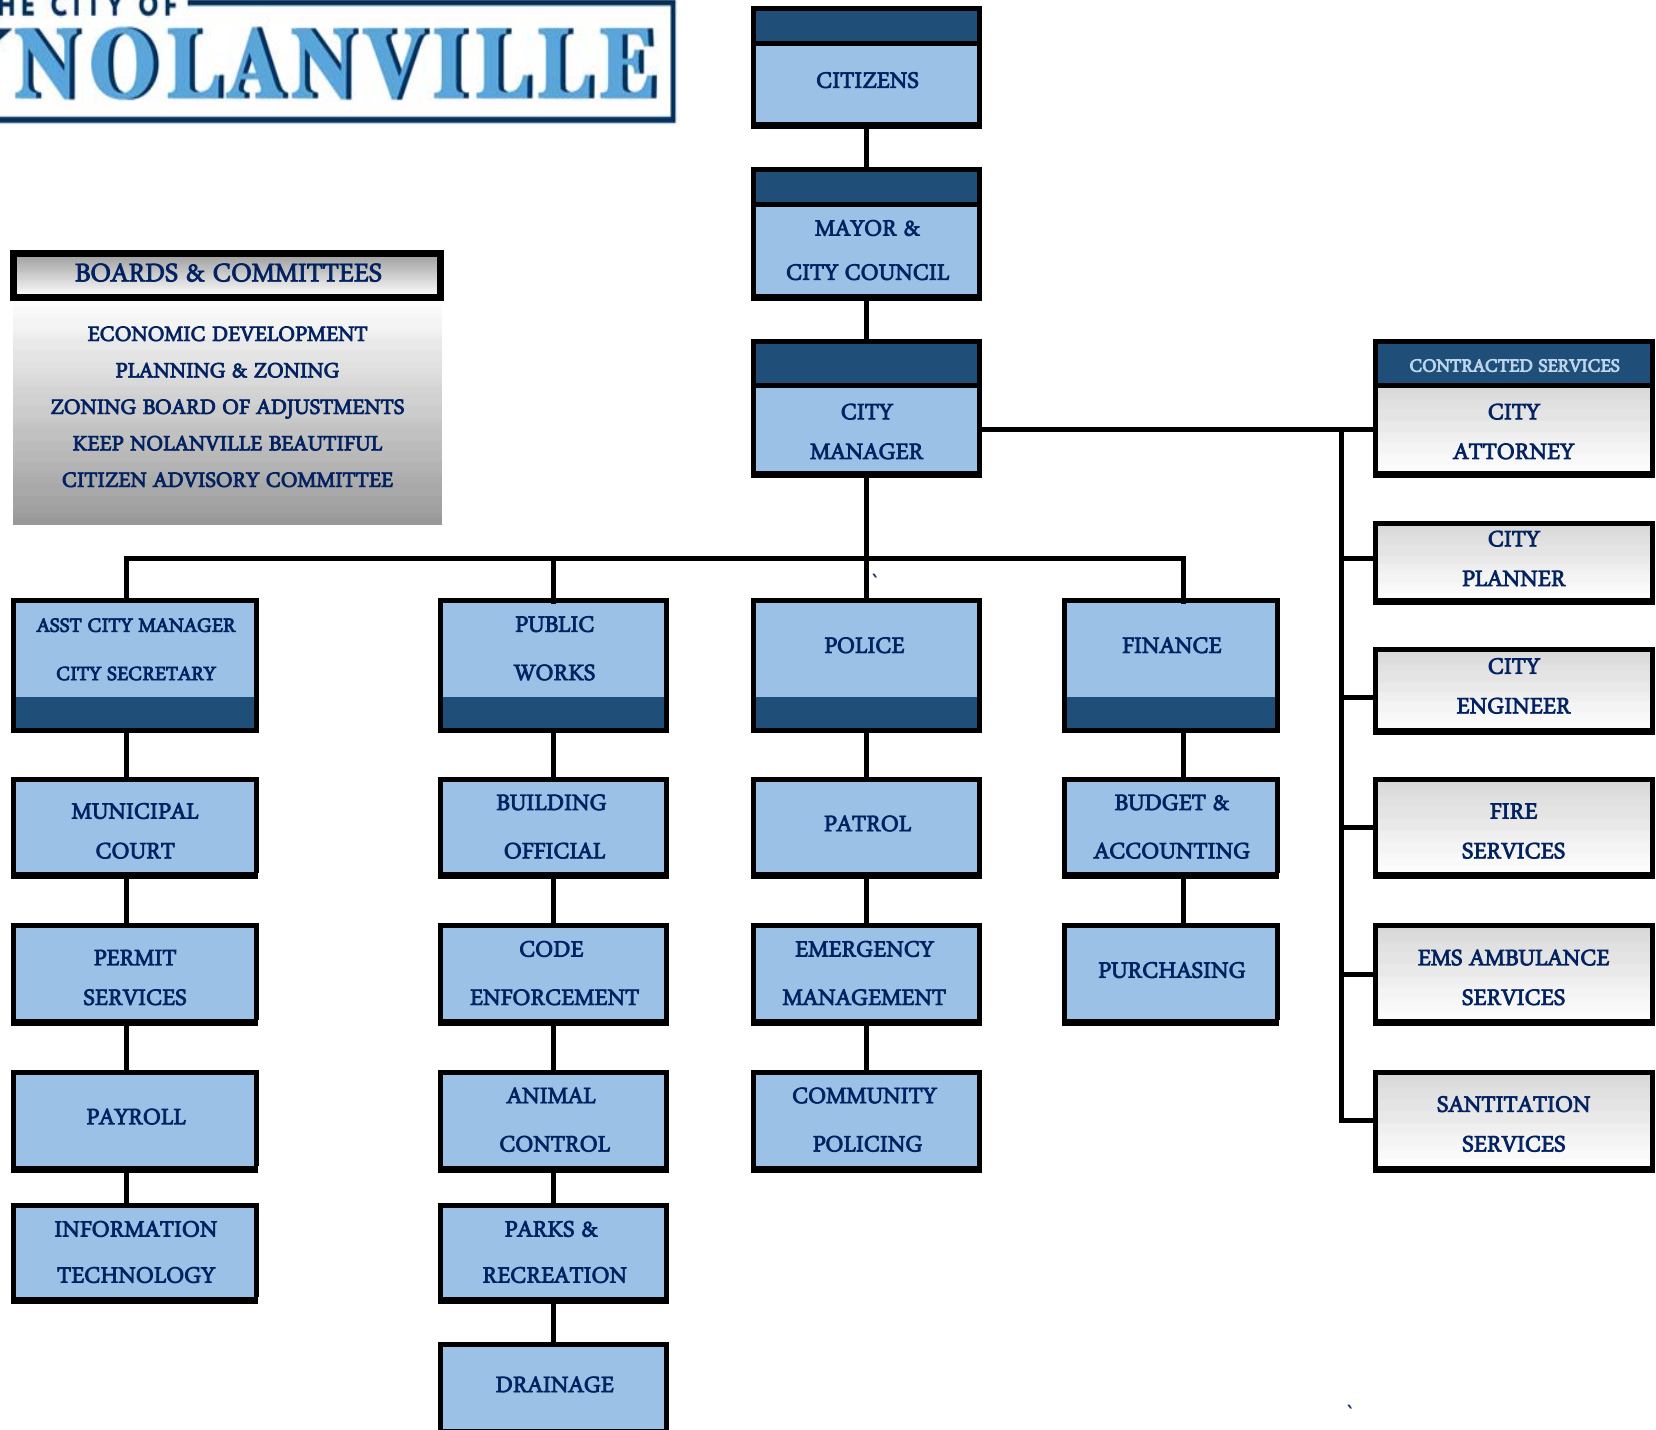 THE CITY OF
NOLANVILLE
CITIZENS
MAYOR &
CITY COUNCIL
BOARDS & COMMITTEES
ECONOMIC DEVELOPMENT
PLANNING & ZONING
ZONING BOARD OF ADJUSTMENTS
KEEP NOLANVILLE BEAUTIFUL
CITIZEN ADVISORY COMMITTEE
CITY
MANAGER
CONTRACTED SERVICES
CITY
ATTORNEY
CITY
PLANNER
CITY
ENGINEER
FIRE
SERVICES
EMS AMBULANCE
SERVICES
SANTITATION
SERVICES
ASST CITY MANAGER
CITY SECRETARY
MUNICIPAL
COURT
PERMIT
SERVICES
PAYROLL
INFORMATION
TECHNOLOGY
PUBLIC
WORKS
BUILDING
OFFICIAL
CODE
ENFORCEMENT
ANIMAL
CONTROL
PARKS &
RECREATION
DRAINAGE
`
POLICE
PATROL
EMERGENCY
MANAGEMENT
COMMUNITY
POLICING
FINANCE
BUDGET &
ACCOUNTING
PURCHASING
`